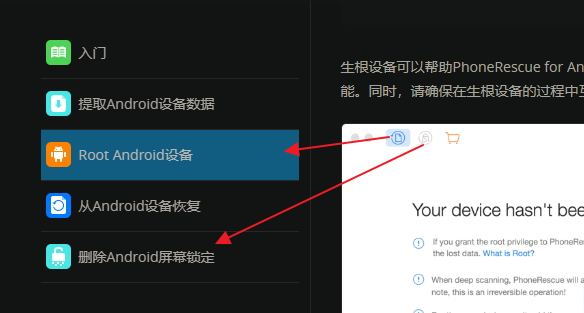 入门
提取Android设备数据
Root Android设备
从Android设备恢复
删除Android屏幕锁定
生根设备可以帮助PhoneRescue for An
能。同时，请确保在生根设备的过程中
Your device hasn't bee
If you grant the root privilege to PhoneRes
the lost data. What is Root?
When deep scanning, PhoneRescue will a
note, this is an irreversible operation!